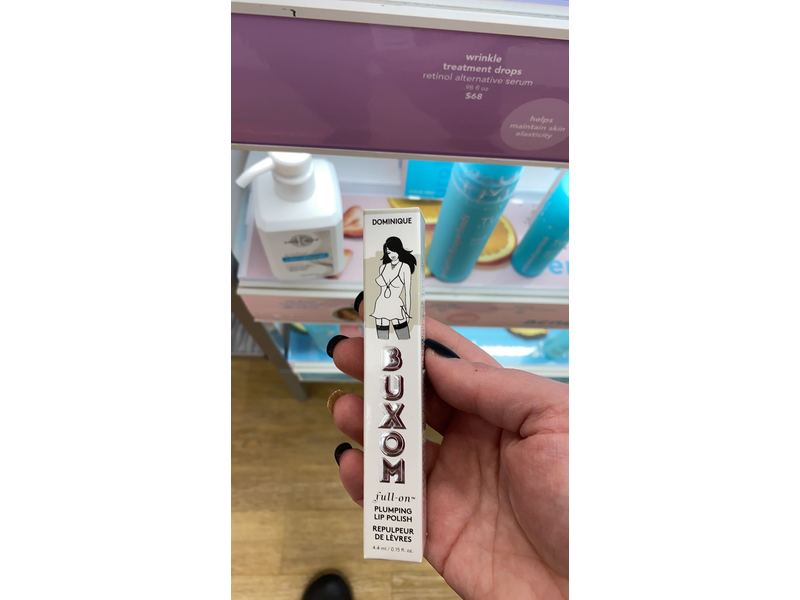 wrinkle
treatment drops
retinol alternative serum
$68
helps
maintain skin
elasticity
DOMINIQUE
BUXOM
full-on™
PLUMPING
LIP POLISH
REPULPEUR
DE LÈVRES
4.4 ml / 0.15 fl. oz.